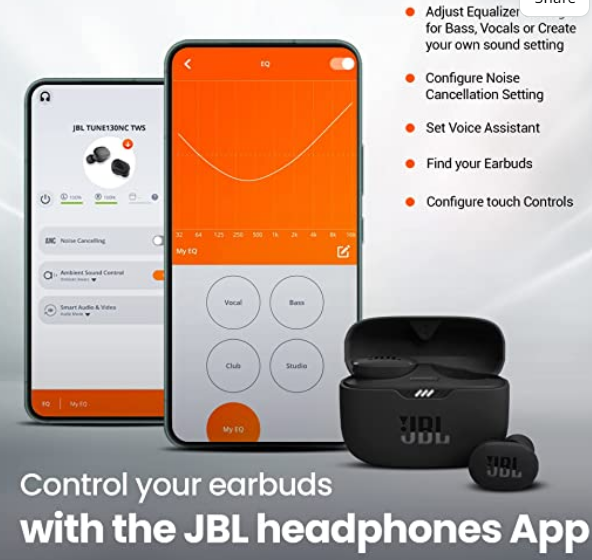 Share
Adjust Equalizer
for Bass, Vocals or Create
your own sound setting
Configure Noise
Cancellation Setting
Set Voice Assistant
Find your Earbuds
Configure touch Controls
JBL TUNE130NC TWS
L 100% R 100%
ANC Noise Cancelling
Ambient Sound Control
Smart Audio & Video
EQ | My EQ
EQ
32 64 125 250 500 1k 2k 4k 8k 16k
My EQ
Vocal Bass
Club Studio
My EQ
JBL
JBL
Control your earbuds
with the JBL headphones App